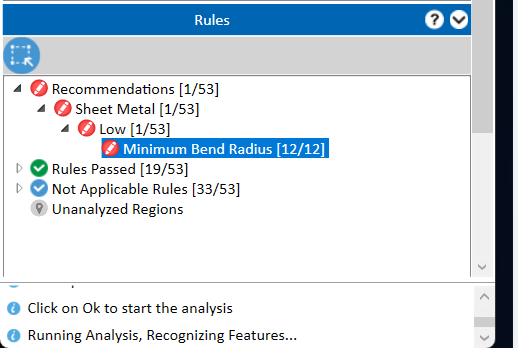 Rules
?
Recommendations [1/53]
Sheet Metal [1/53]
Low [1/53]
Minimum Bend Radius [12/12]
Rules Passed [19/53]
Not Applicable Rules [33/53]
Unanalyzed Regions
Click on Ok to start the analysis
Running Analysis, Recognizing Features...